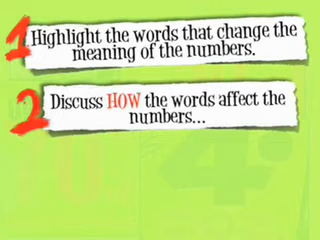 1 Highlight the words that change the
meaning of the numbers.
2 Discuss HOW the words affect the
numbers...